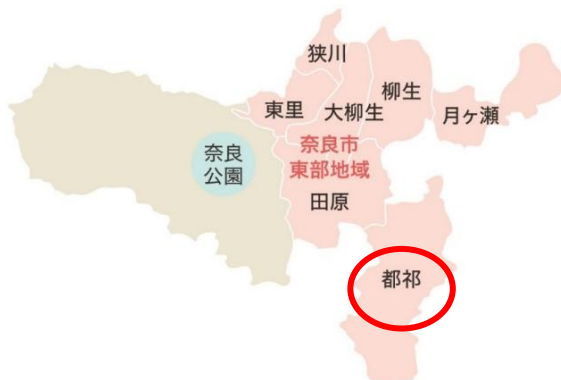 狭川
柳生
東里
大柳生
月ヶ瀬
奈良市
東部地域
奈良
公園
田原
都祁